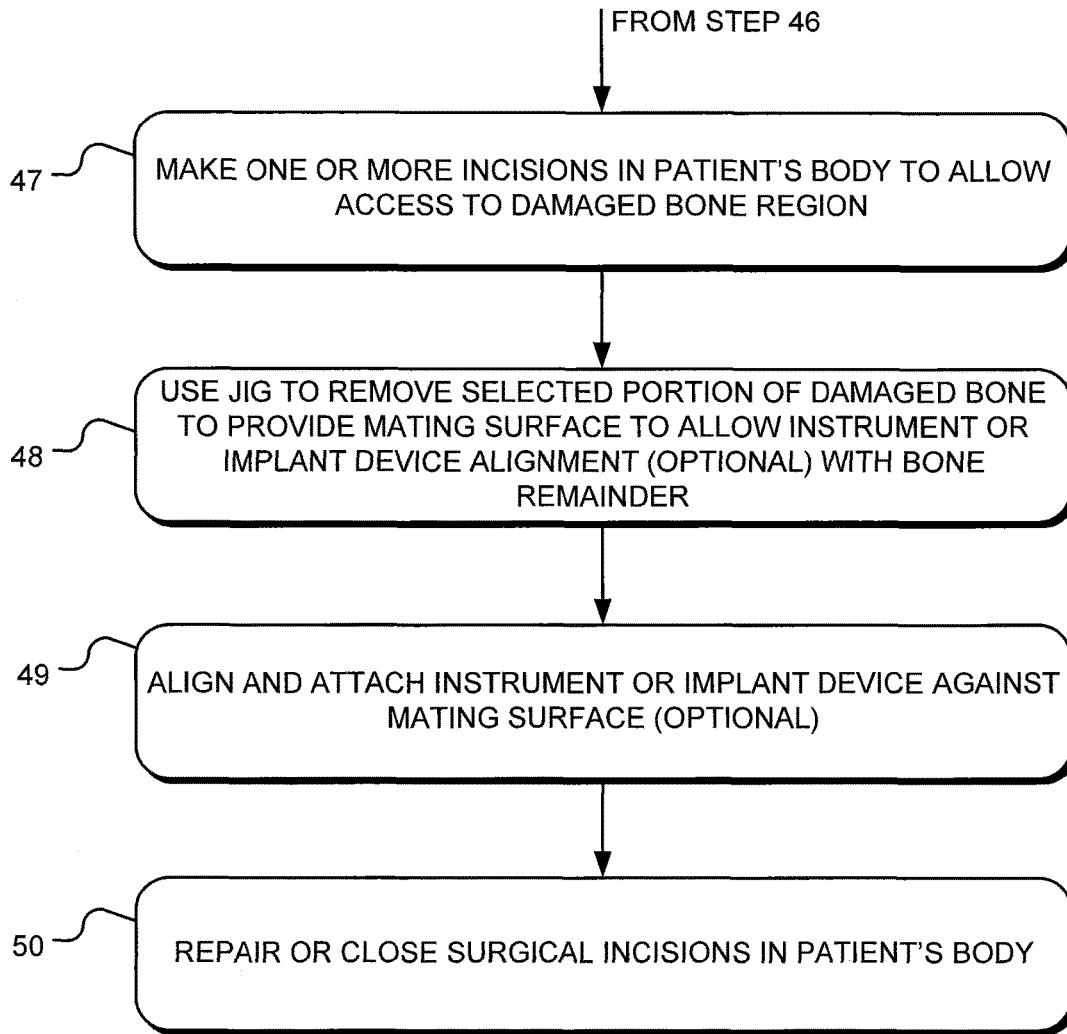 FROM STEP 46
47
MAKE ONE OR MORE INCISIONS IN PATIENT'S BODY TO ALLOW
ACCESS TO DAMAGED BONE REGION
48
USE JIG TO REMOVE SELECTED PORTION OF DAMAGED BONE
TO PROVIDE MATING SURFACE TO ALLOW INSTRUMENT OR
IMPLANT DEVICE ALIGNMENT (OPTIONAL) WITH BONE
REMAINDER
49
ALIGN AND ATTACH INSTRUMENT OR IMPLANT DEVICE AGAINST
MATING SURFACE (OPTIONAL)
50
REPAIR OR CLOSE SURGICAL INCISIONS IN PATIENT'S BODY